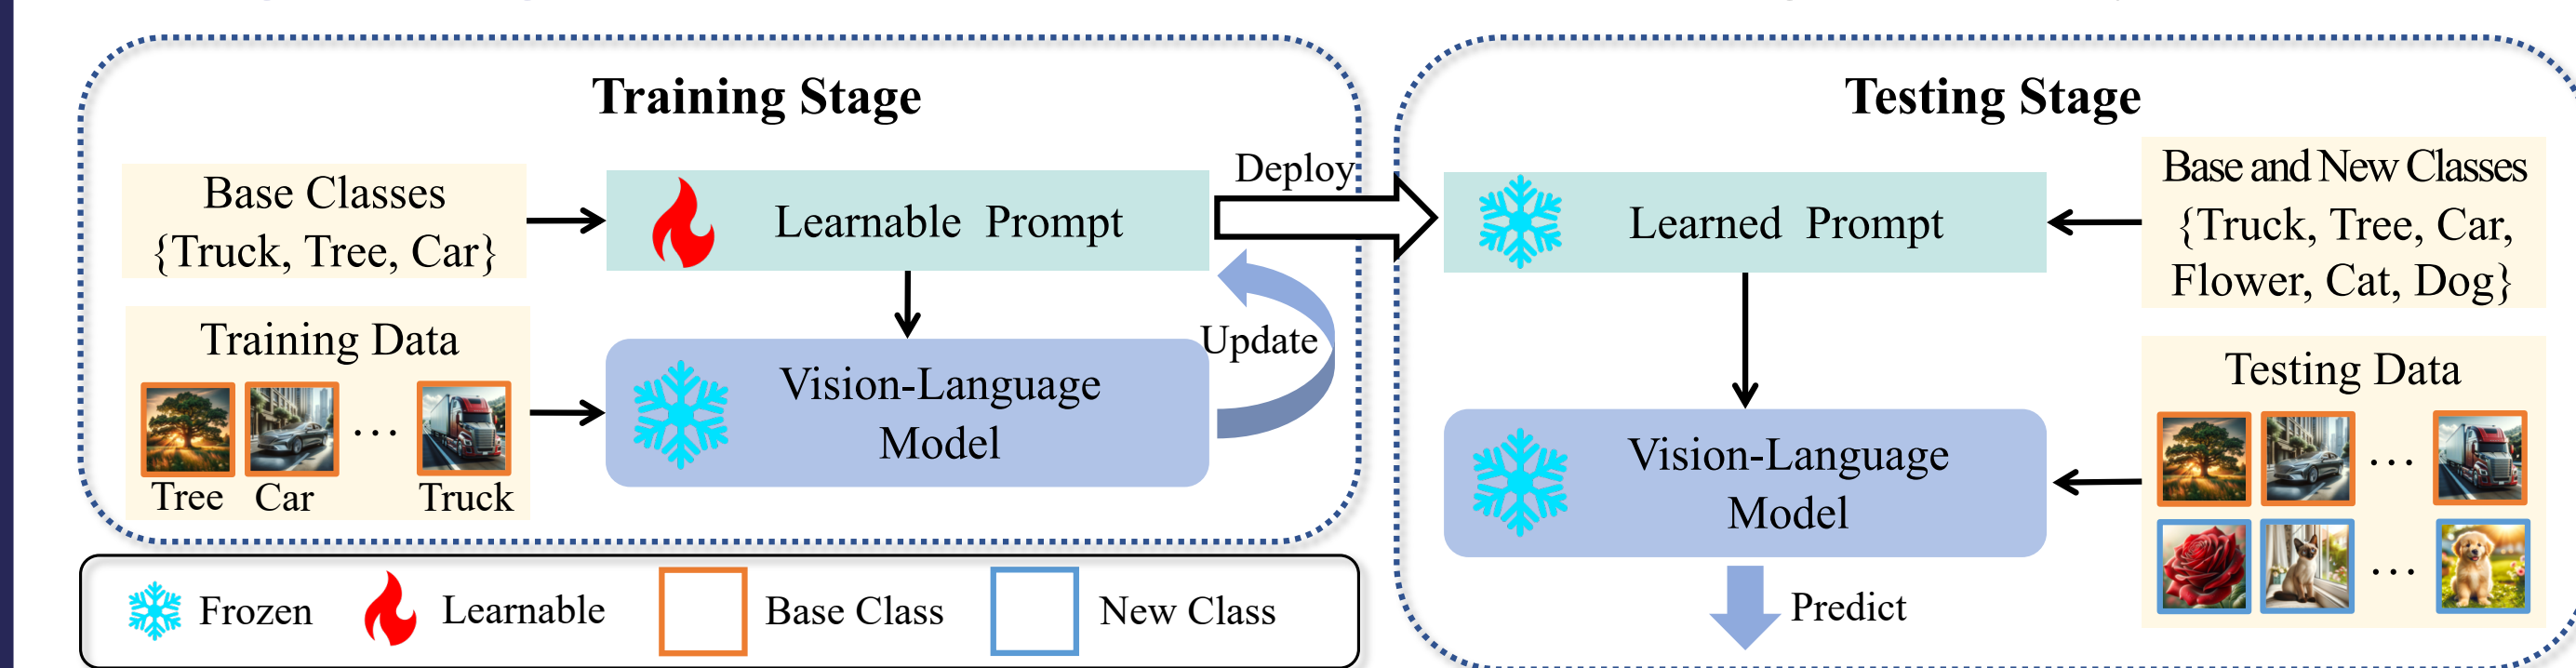 Training Stage
Base Classes
{Truck, Tree, Car}
Learnable Prompt
Training Data
Tree Car Truck
Vision-Language
Model
Update
Deploy
Testing Stage
Learned Prompt
Base and New Classes
{Truck, Tree, Car,
Flower, Cat, Dog}
Vision-Language
Model
Testing Data
...
...
Predict
Frozen Learnable Base Class New Class